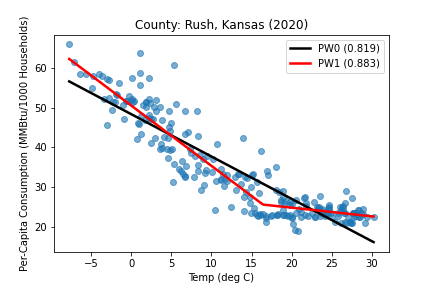 County: Rush, Kansas (2020)
PW0 (0.819)
PW1 (0.883)
Per-Capita Consumption (MMBtu/1000 Households)
60
50
40
30
20
−5 0 5 10 15 20 25 30
Temp (deg C)